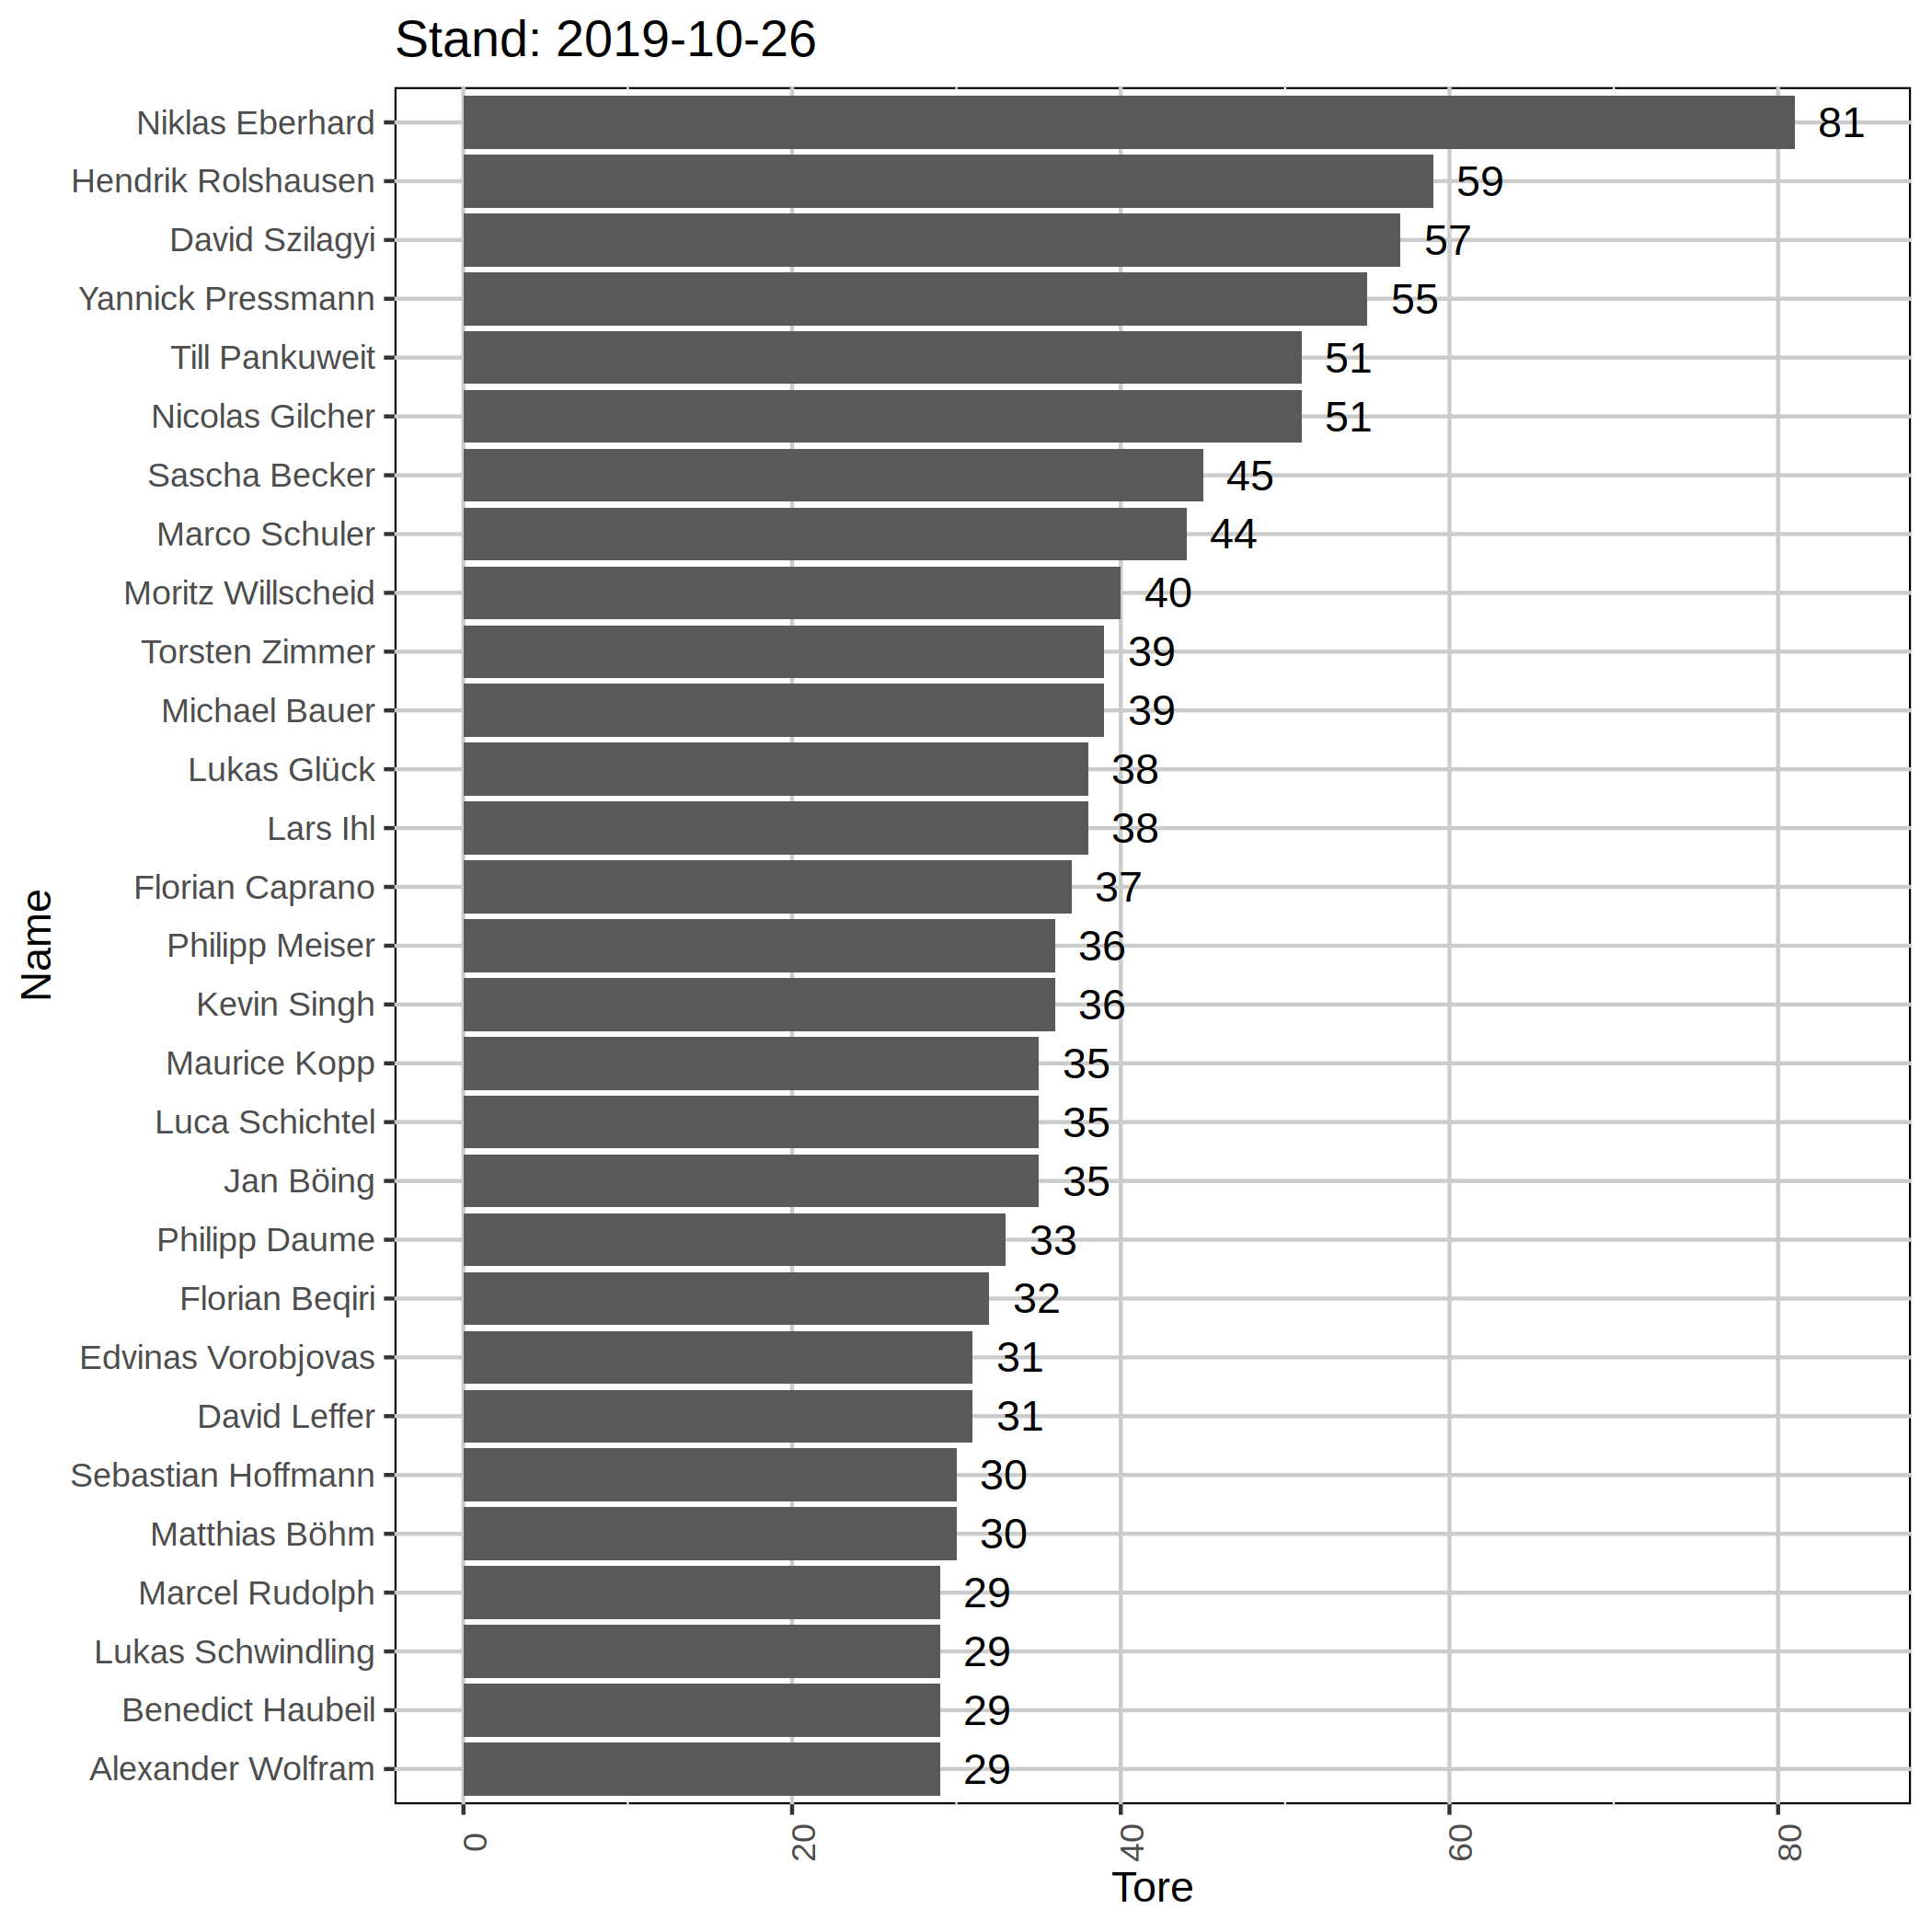 Stand: 2019-10-26
Niklas Eberhard 81
Hendrik Rolshausen 59
David Szilagyi 57
Yannick Pressmann 55
Till Pankuweit 51
Nicolas Gilcher 51
Sascha Becker 45
Marco Schuler 44
Moritz Willscheid 40
Torsten Zimmer 39
Michael Bauer 39
Lukas Glück 38
Lars Ihl 38
Florian Caprano 37
Philipp Meiser 36
Kevin Singh 36
Maurice Kopp 35
Luca Schichtel 35
Jan Böing 35
Philipp Daume 33
Florian Beqiri 32
Edvinas Vorobjovas 31
David Leffer 31
Sebastian Hoffmann 30
Matthias Böhm 30
Marcel Rudolph 29
Lukas Schwindling 29
Benedict Haubeil 29
Alexander Wolfram 29
Name
0 20 40 60 80
Tore